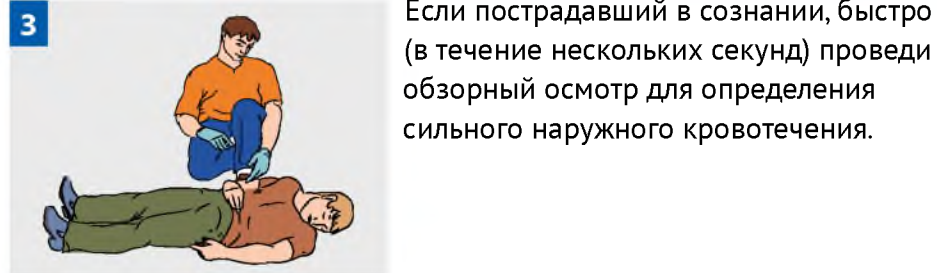 3
Если пострадавший в сознании, быстро
(в течение нескольких секунд) проведи
обзорный осмотр для определения
сильного наружного кровотечения.